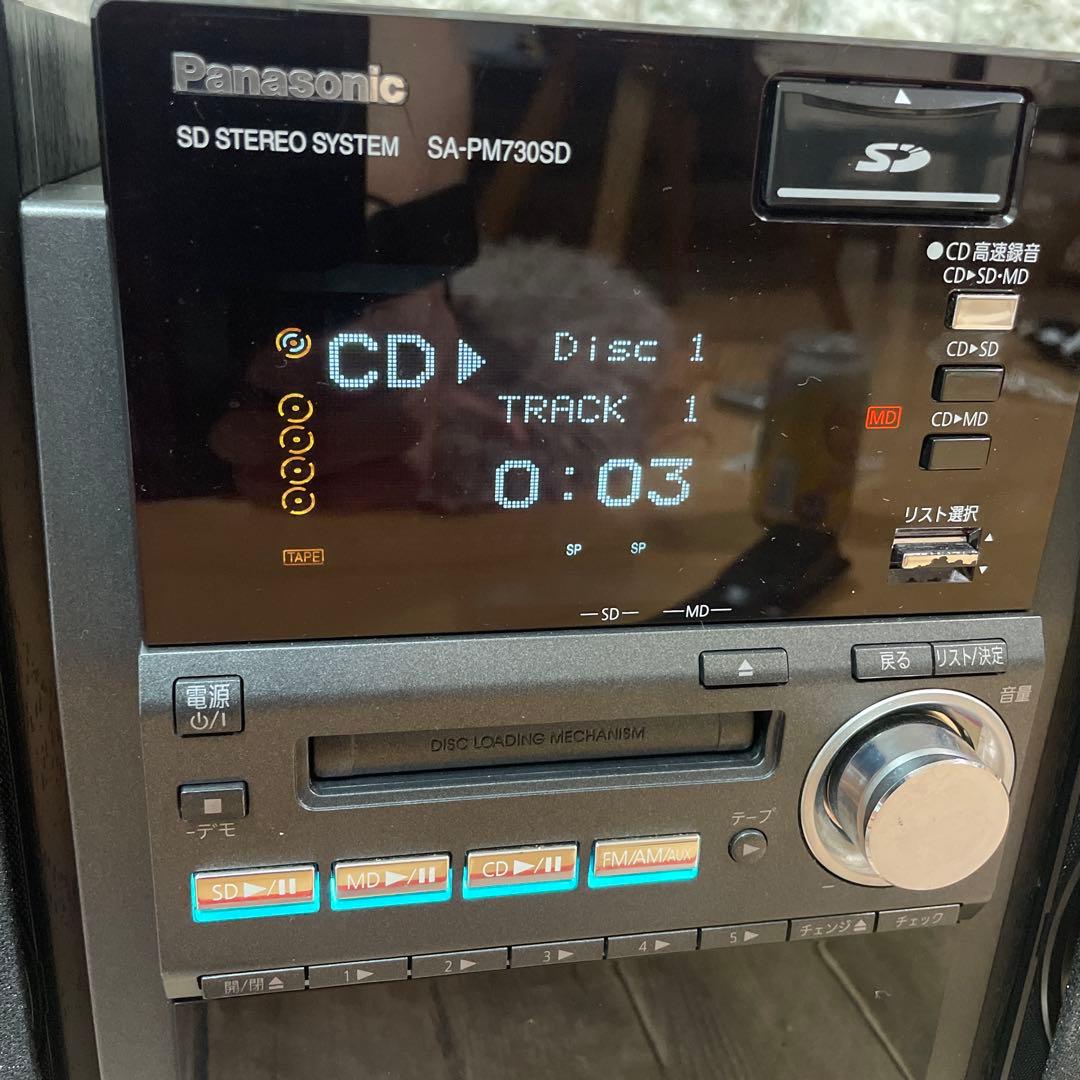 Panasonic
SD STEREO SYSTEM SA-PM730SD
SD
●CD 高速録音
CD▶SD・MD
CD▶SD
CD▶MD
MD
CD▶ Disc 1
TRACK 1
0:03
リスト選択
TAPE
SP SP
SD MD
戻る リスト/決定
音量
電源
⏻/I
DISC LOADING MECHANISM
-デモ
テープ
SD▶/❚❚ MD▶/❚❚ CD▶/❚❚ FM/AM/AUX
開/閉⏏ 1▶ 2▶ 3▶ 4▶ 5▶ チェンジ⏏ チェック